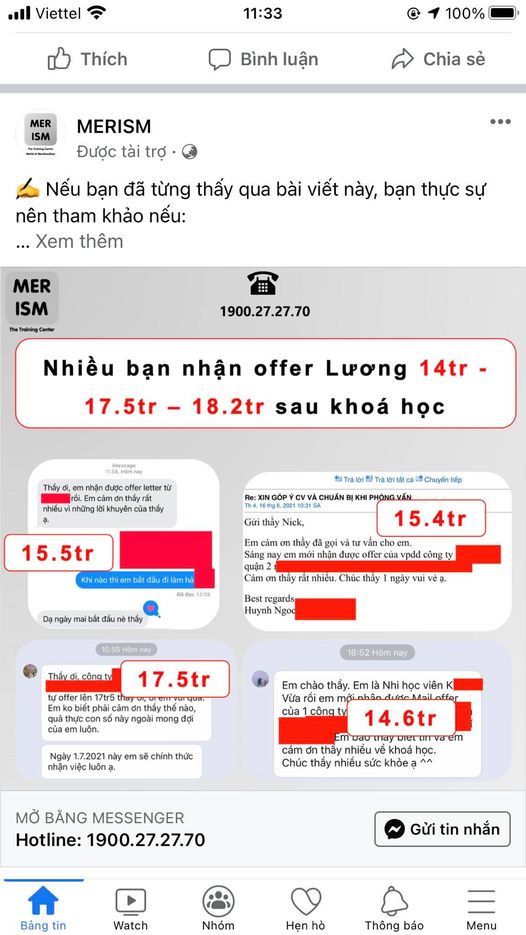 Viettel 11:33 100%
Thích Bình luận Chia sẻ
MER
ISM
The Training Center
World of Merchandiser
MERISM
Được tài trợ ·
Nếu bạn đã từng thấy qua bài viết này, bạn thực sự
nên tham khảo nếu:
... Xem thêm
MER
ISM
The Training Center
1900.27.27.70
Nhiều bạn nhận offer Lương 14tr -
17.5tr – 18.2tr sau khoá học
iMessage
11:58, Hôm nay
Thầy ơi, em nhận được offer letter từ
rồi. Em cảm ơn thầy rất
nhiều vì những lời khuyên của thầy
ạ.
15.5tr
Khi nào thì em bắt đầu đi làm hả
Đã đọc 12:08
Dạ ngày mai bắt đầu nè thầy
Trả lời Trả lời tất cả Chuyển tiếp
Re: XIN GÓP Ý CV VÀ CHUẨN BỊ KHI PHỎNG VẤN
Th 4, 16 thg 6, 2021 10:31 SA
15.4tr
Gửi thầy Nick,
Em cám ơn thầy đã gọi và tư vấn cho em.
Sáng nay em mới nhận được offer của vpdd công ty
quận 2
Cám ơn thầy rất nhiều. Chúc thầy 1 ngày vui vẻ ạ.
Best regards
Huynh Ngoc
10:55 Hôm nay
Thầy ơi, công ty
17.5tr
tự offer lên 17tr5 thầy ơi, ui em vui quá.
Em ko biết phải cảm ơn thầy thế nào,
quả thực con số này ngoài mong đợi
của em luôn.
Ngày 1.7.2021 này em sẽ chính thức
nhận việc luôn ạ.
16:52 Hôm nay
Em chào thầy. Em là Nhi học viên K
Vừa rồi em mới nhận được Mail offer
của 1 công ty
14.6tr
Em báo thầy biết tin và em
cám ơn thầy nhiều về khoá học.
Chúc thầy nhiều sức khỏe ạ ^^
MỞ BẰNG MESSENGER
Hotline: 1900.27.27.70
Gửi tin nhắn
Bảng tin Watch Nhóm Hẹn hò Thông báo Menu